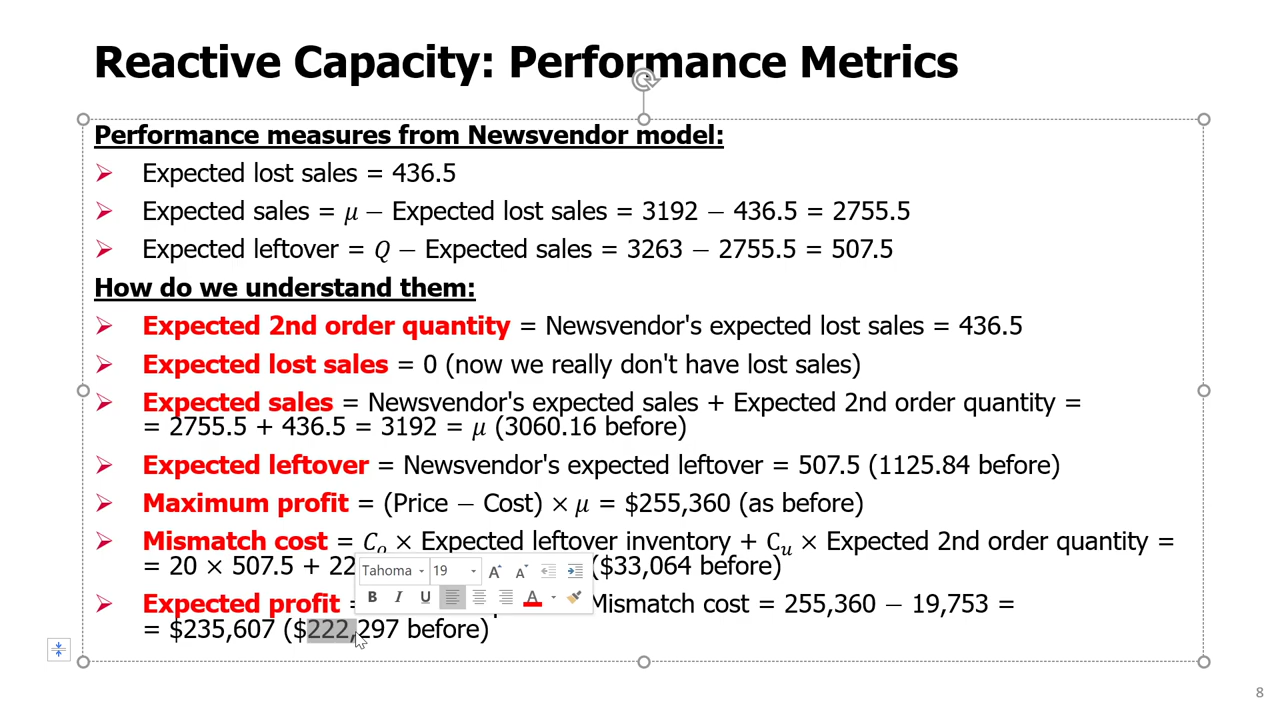 Reactive Capacity: Performance Metrics
Performance measures from Newsvendor model:
Expected lost sales = 436.5
Expected sales = μ − Expected lost sales = 3192 − 436.5 = 2755.5
Expected leftover = Q − Expected sales = 3263 − 2755.5 = 507.5
How do we understand them:
Expected 2nd order quantity = Newsvendor's expected lost sales = 436.5
Expected lost sales = 0 (now we really don't have lost sales)
Expected sales = Newsvendor's expected sales + Expected 2nd order quantity =
= 2755.5 + 436.5 = 3192 = μ (3060.16 before)
Expected leftover = Newsvendor's expected leftover = 507.5 (1125.84 before)
Maximum profit = (Price − Cost) × μ = $255,360 (as before)
Mismatch cost = Cₒ × Expected leftover inventory + Cᵤ × Expected 2nd order quantity =
= 20 × 507.5 + 22 ($33,064 before)
Tahoma 19 A A
B I U A
Expected profit = Mismatch cost = 255,360 − 19,753 =
= $235,607 ($222,297 before)
8